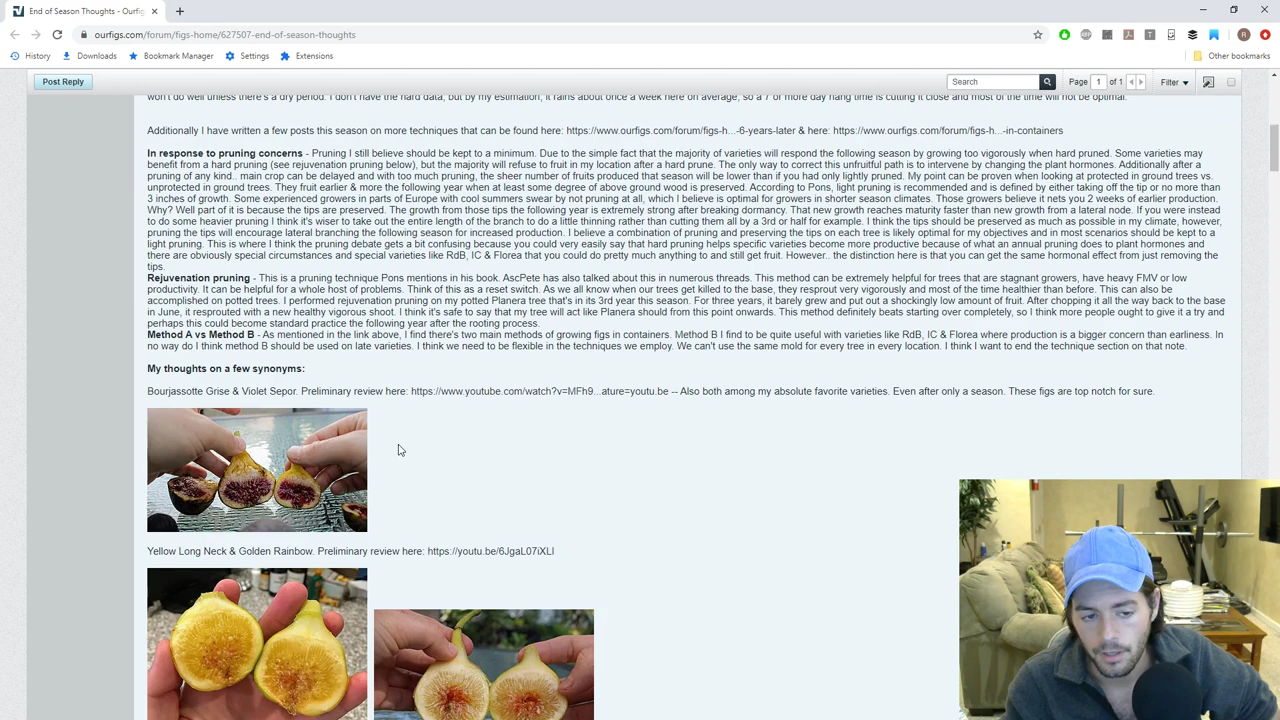 End of Season Thoughts - Ourfig
ourfigs.com/forum/figs-home/627507-end-of-season-thoughts
History Downloads Bookmark Manager Settings Extensions Other bookmarks
Post Reply Search Page 1 of 1 Filter
won't do well unless there's a dry period. I don't have the hard data, but by my estimation, it rains about once a week here on average, so a 7 or more day hang time is cutting it close and most of the time will not be optimal.
Additionally I have written a few posts this season on more techniques that can be found here: https://www.ourfigs.com/forum/figs-h...-6-years-later & here: https://www.ourfigs.com/forum/figs-h...-in-containers
In response to pruning concerns - Pruning I still believe should be kept to a minimum. Due to the simple fact that the majority of varieties will respond the following season by growing too vigorously when hard pruned. Some varieties may
benefit from a hard pruning (see rejuvenation pruning below), but the majority will refuse to fruit in my location after a hard prune. The only way to correct this unfruitful path is to intervene by changing the plant hormones. Additionally after a
pruning of any kind.. main crop can be delayed and with too much pruning, the sheer number of fruits produced that season will be lower than if you had only lightly pruned. My point can be proven when looking at protected in ground trees vs.
unprotected in ground trees. They fruit earlier & more the following year when at least some degree of above ground wood is preserved. According to Pons, light pruning is recommended and is defined by either taking off the tip or no more than
3 inches of growth. Some experienced growers in parts of Europe with cool summers swear by not pruning at all, which I believe is optimal for growers in shorter season climates. Those growers believe it nets you 2 weeks of earlier production.
Why? Well part of it is because the tips are preserved. The growth from those tips the following year is extremely strong after breaking dormancy. That new growth reaches maturity faster than new growth from a lateral node. If you were instead
to do some heavier pruning I think it's wiser to take out the entire length of the branch to do a little thinning rather than cutting them all by a 3rd or half for example. I think the tips should be preserved as much as possible in my climate, however,
pruning the tips will encourage lateral branching the following season for increased production. I believe a combination of pruning and preserving the tips on each tree is likely optimal for my objectives and in most scenarios should be kept to a
light pruning. This is where I think the pruning debate gets a bit confusing because you could very easily say that hard pruning helps specific varieties become more productive because of what an annual pruning does to plant hormones and
there are obviously special circumstances and special varieties like RdB, IC & Florea that you could do pretty much anything to and still get fruit. However.. the distinction here is that you can get the same hormonal effect from just removing the
tips.
Rejuvenation pruning - This is a pruning technique Pons mentions in his book. AscPete has also talked about this in numerous threads. This method can be extremely helpful for trees that are stagnant growers, have heavy FMV or low
productivity. It can be helpful for a whole host of problems. Think of this as a reset switch. As we all know when our trees get killed to the base, they resprout very vigorously and most of the time healthier than before. This can also be
accomplished on potted trees. I performed rejuvenation pruning on my potted Planera tree that's in its 3rd year this season. For three years, it barely grew and put out a shockingly low amount of fruit. After chopping it all the way back to the base
in June, it resprouted with a new healthy vigorous shoot. I think it's safe to say that my tree will act like Planera should from this point onwards. This method definitely beats starting over completely, so I think more people ought to give it a try and
perhaps this could become standard practice the following year after the rooting process.
Method A vs Method B - As mentioned in the link above, I find there's two main methods of growing figs in containers. Method B I find to be quite useful with varieties like RdB, IC & Florea where production is a bigger concern than earliness. In
no way do I think method B should be used on late varieties. I think we need to be flexible in the techniques we employ. We can't use the same mold for every tree in every location. I think I want to end the technique section on that note.
My thoughts on a few synonyms:
Bourjassotte Grise & Violet Sepor. Preliminary review here: https://www.youtube.com/watch?v=MFh9...ature=youtu.be -- Also both among my absolute favorite varieties. Even after only a season. These figs are top notch for sure.
Yellow Long Neck & Golden Rainbow. Preliminary review here: https://youtu.be/6JgaL07iXLI